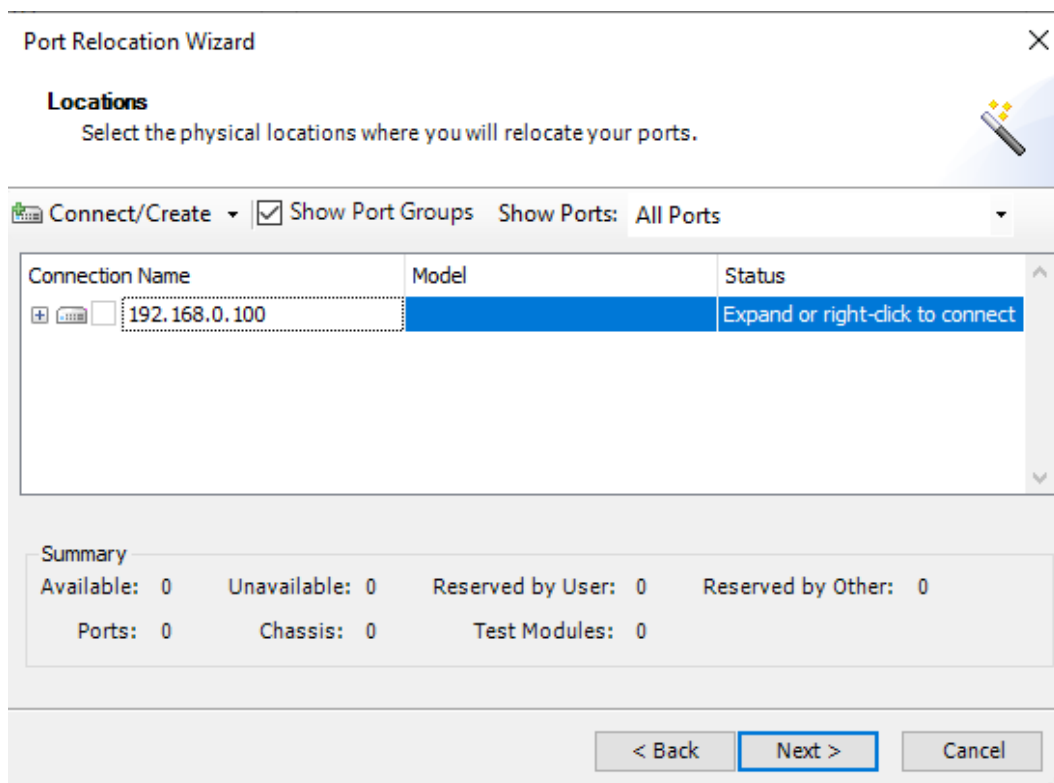 Port Relocation Wizard
Locations
Select the physical locations where you will relocate your ports.
Connect/Create Show Port Groups Show Ports: All Ports
Connection Name Model Status
192.168.0.100 Expand or right-click to connect
Summary
Available: 0 Unavailable: 0 Reserved by User: 0 Reserved by Other: 0
Ports: 0 Chassis: 0 Test Modules: 0
< Back Next > Cancel